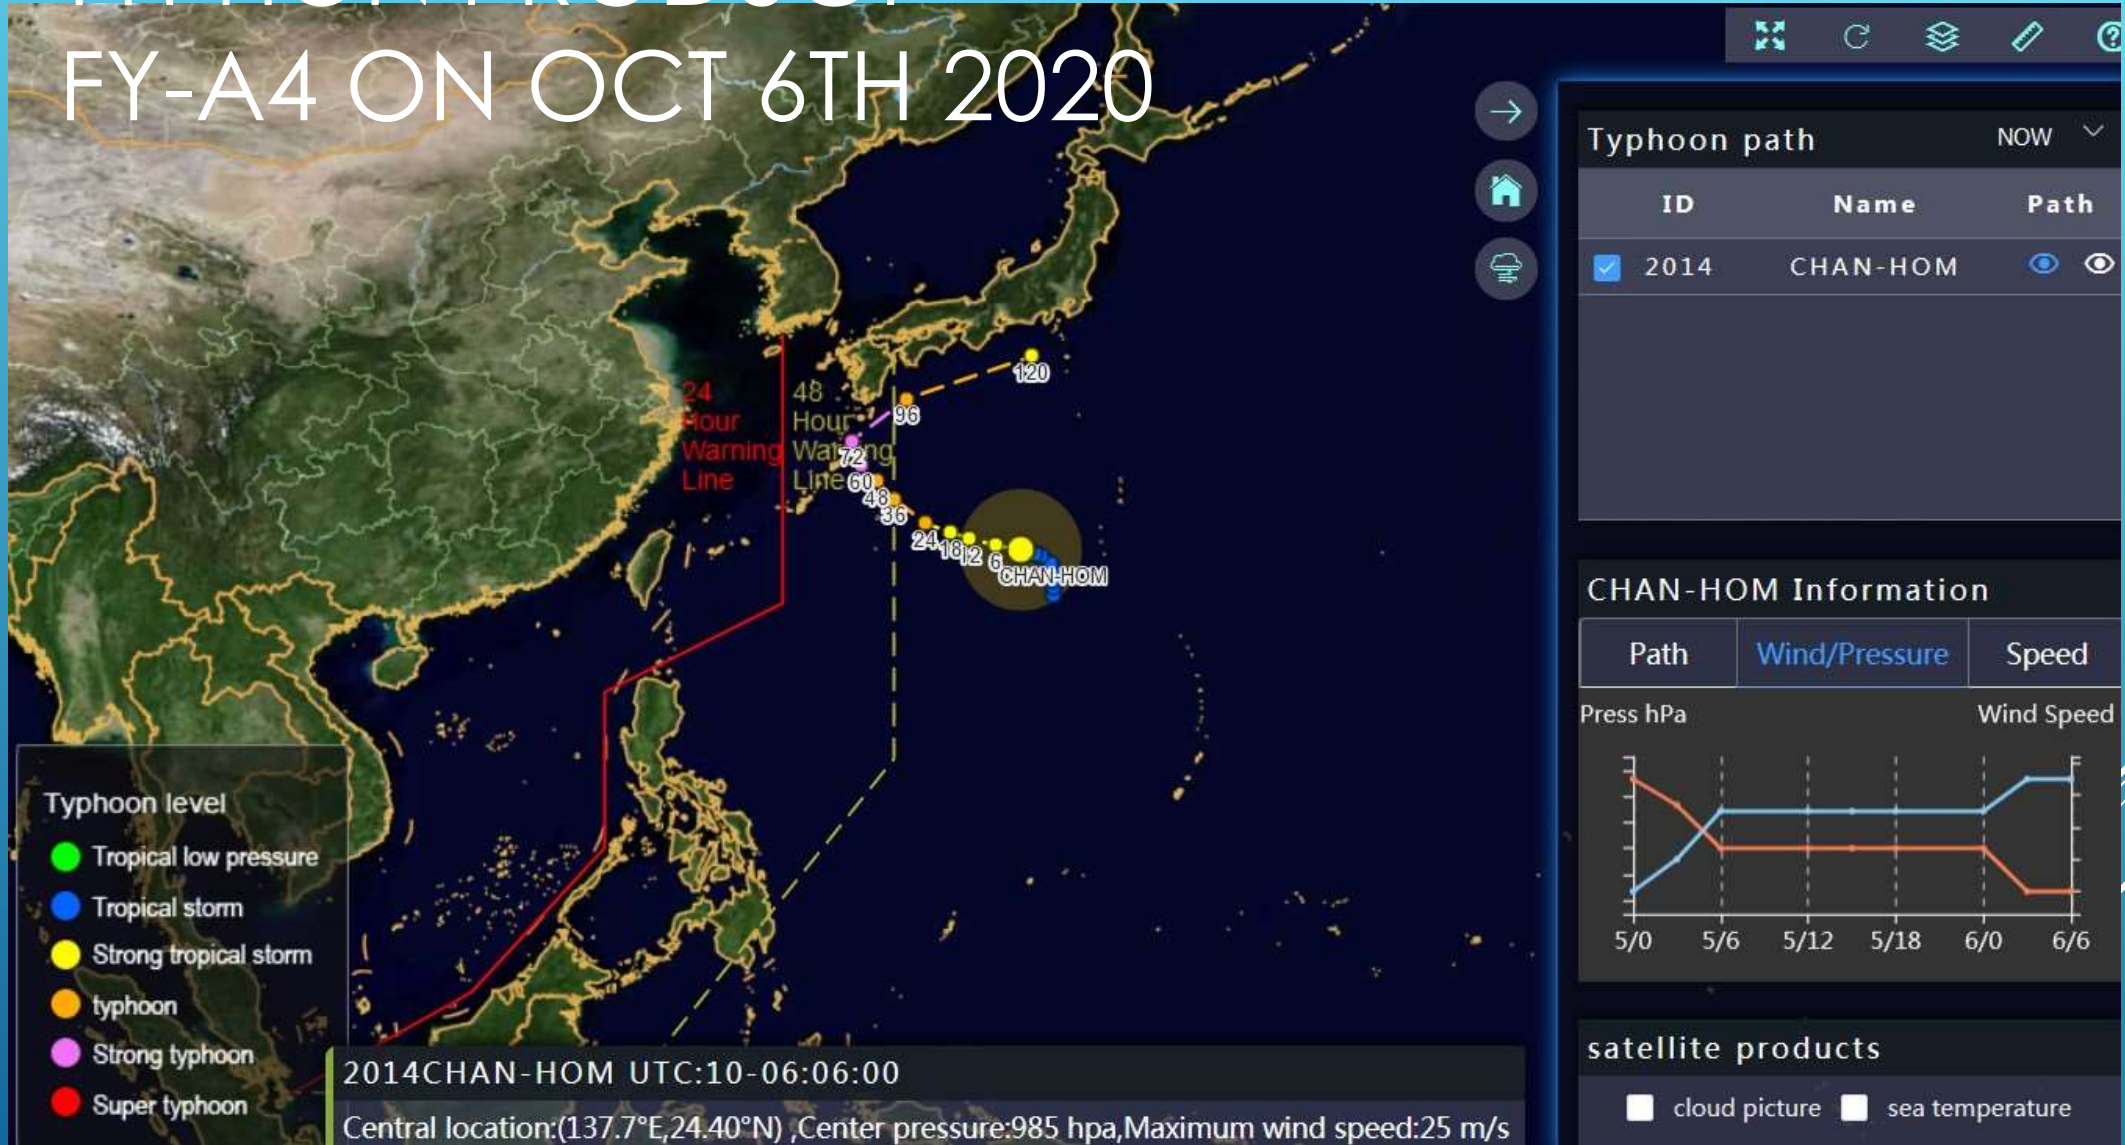 FY-A4 ON OCT 6TH 2020
Typhoon path
NOW
ID Name Path
2014 CHAN-HOM
24
Hour
Warning
Line
48
Hour
Warning
Line
120
96
72
60
48
36
24
18
12
6
CHAN-HOM
CHAN-HOM Information
Path Wind/Pressure Speed
Press hPa Wind Speed
5/0 5/6 5/12 5/18 6/0 6/6
Typhoon level
Tropical low pressure
Tropical storm
Strong tropical storm
typhoon
Strong typhoon
Super typhoon
satellite products
cloud picture sea temperature
2014CHAN-HOM UTC:10-06:06:00
Central location:(137.7°E,24.40°N) ,Center pressure:985 hpa,Maximum wind speed:25 m/s